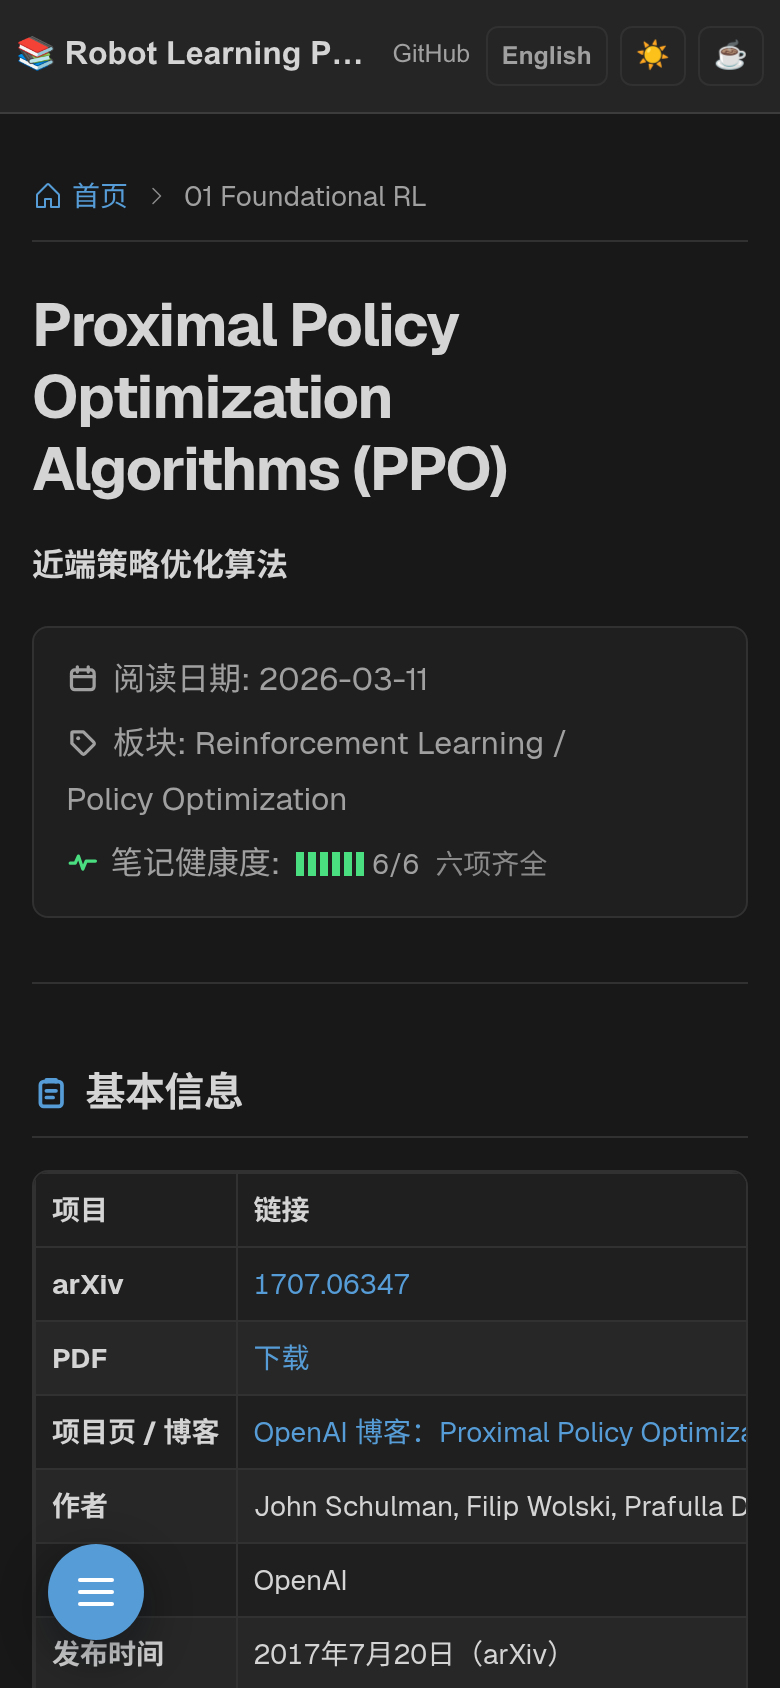 📚 Robot Learning P… GitHub English ☀️ ☕
首页 > 01 Foundational RL
Proximal Policy
Optimization
Algorithms (PPO)
近端策略优化算法
阅读日期: 2026-03-11
板块: Reinforcement Learning /
Policy Optimization
笔记健康度: 6/6 六项齐全
基本信息
项目 链接
arXiv 1707.06347
PDF 下载
项目页 / 博客 OpenAI 博客：Proximal Policy Optimiza
作者 John Schulman, Filip Wolski, Prafulla D
OpenAI
发布时间 2017年7月20日（arXiv）